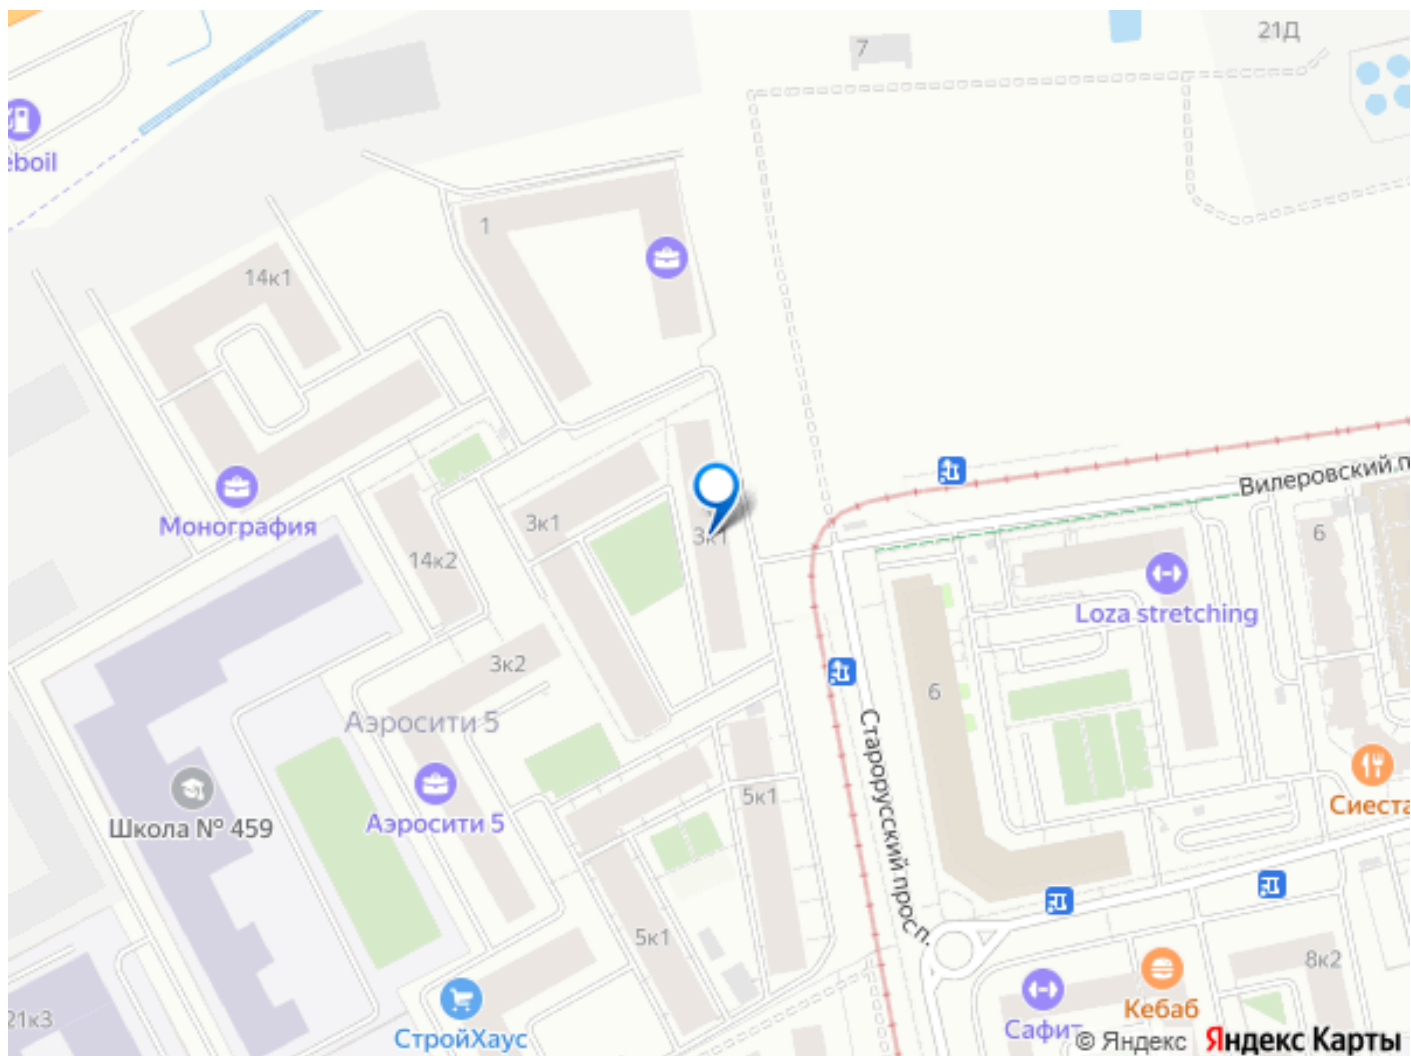 21Д
7
eboil
1
14к1
Вилеровский п
Монография
3к1
3к1
6
14к2
Loza stretching
3к2
6
Аэросити 5
Старорусский просп.
5к1
Сиеста
Аэросити 5
Школа № 459
5к1
8к2
Кебаб
21к3
СтройХаус
Сафит
© Яндекс Яндекс Карты